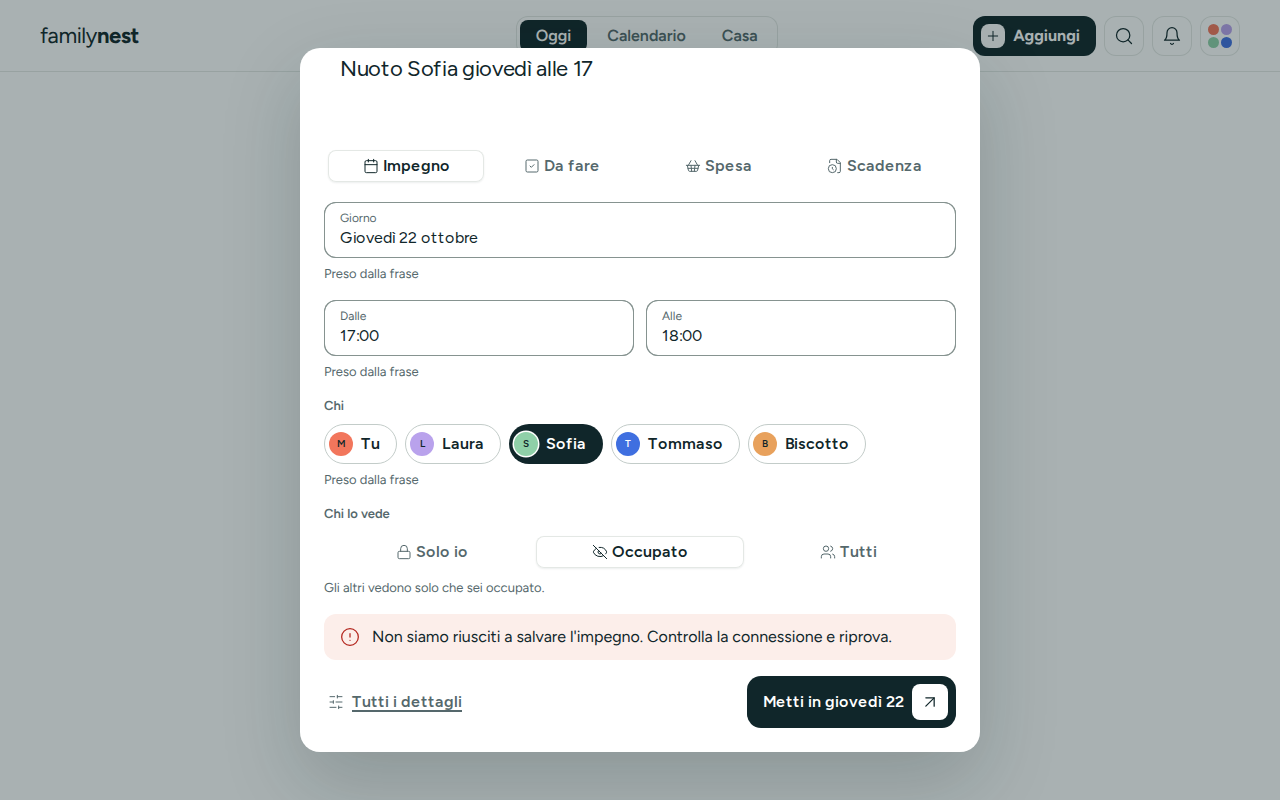 familynest
Oggi
Calendario
Casa
Aggiungi
Nuoto Sofia giovedì alle 17
Impegno
Da fare
Spesa
Scadenza
Giorno
Giovedì 22 ottobre
Preso dalla frase
Dalle
17:00
Alle
18:00
Preso dalla frase
Chi
M Tu
L Laura
S Sofia
T Tommaso
B Biscotto
Preso dalla frase
Chi lo vede
Solo io
Occupato
Tutti
Gli altri vedono solo che sei occupato.
Non siamo riusciti a salvare l'impegno. Controlla la connessione e riprova.
Tutti i dettagli
Metti in giovedì 22